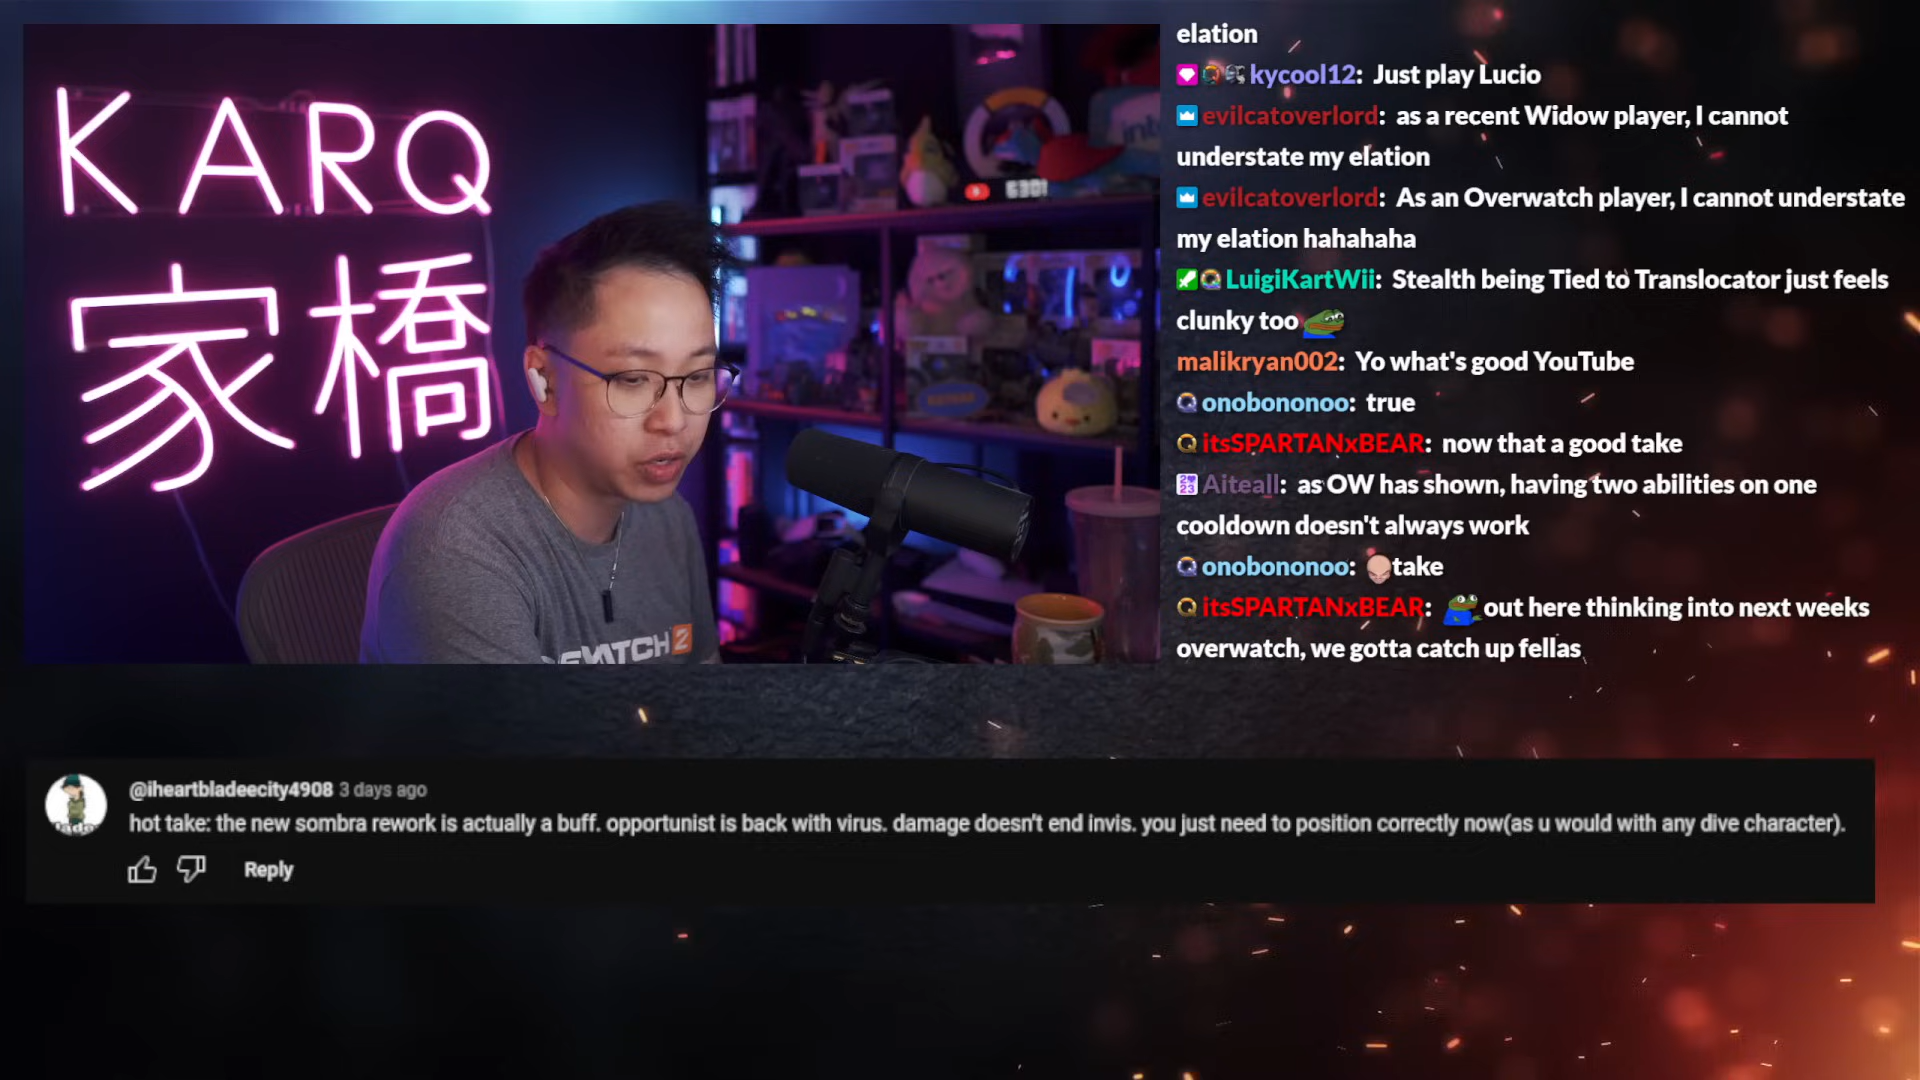 KARQ
家橋
elation
kycool12: Just play Lucio
evilcatoverlord: as a recent Widow player, I cannot
understate my elation
evilcatoverlord: As an Overwatch player, I cannot understate
my elation hahahaha
LuigiKartWii: Stealth being Tied to Translocator just feels
clunky too
malikryan002: Yo what's good YouTube
onobononoo: true
itsSPARTANxBEAR: now that a good take
Aiteall: as OW has shown, having two abilities on one
cooldown doesn't always work
onobononoo: take
itsSPARTANxBEAR: out here thinking into next weeks
overwatch, we gotta catch up fellas
@iheartbladeecity4908 3 days ago
hot take: the new sombra rework is actually a buff. opportunist is back with virus. damage doesn't end invis. you just need to position correctly now(as u would with any dive character).
Reply